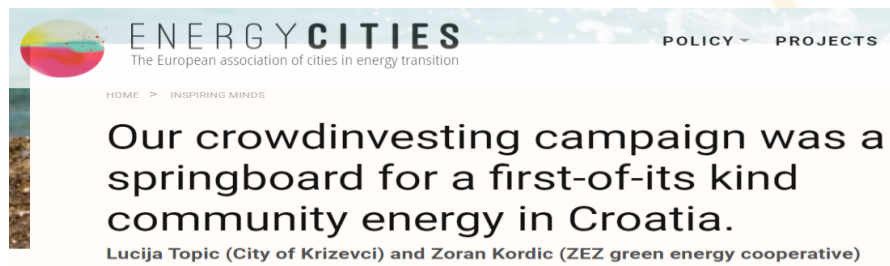 ENERGYCITIES
The European association of cities in energy transition
POLICY PROJECTS
HOME > INSPIRING MINDS
Our crowdinvesting campaign was a
springboard for a first-of-its kind
community energy in Croatia.
Lucija Topic (City of Krizevci) and Zoran Kordic (ZEZ green energy cooperative)